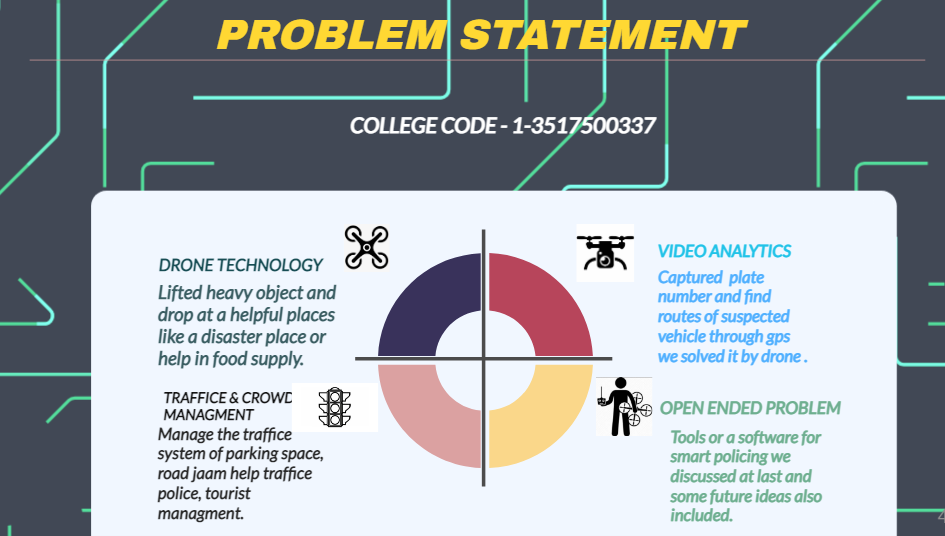 PROBLEM STATEMENT
COLLEGE CODE - 1-3517500337
DRONE TECHNOLOGY
Lifted heavy object and
drop at a helpful places
like a disaster place or
help in food supply.
VIDEO ANALYTICS
Captured plate
number and find
routes of suspected
vehicle through gps
we solved it by drone .
TRAFFICE & CROWD
MANAGMENT
Manage the traffice
system of parking space,
road jaam help traffice
police, tourist
managment.
OPEN ENDED PROBLEM
Tools or a software for
smart policing we
discussed at last and
some future ideas also
included.
4